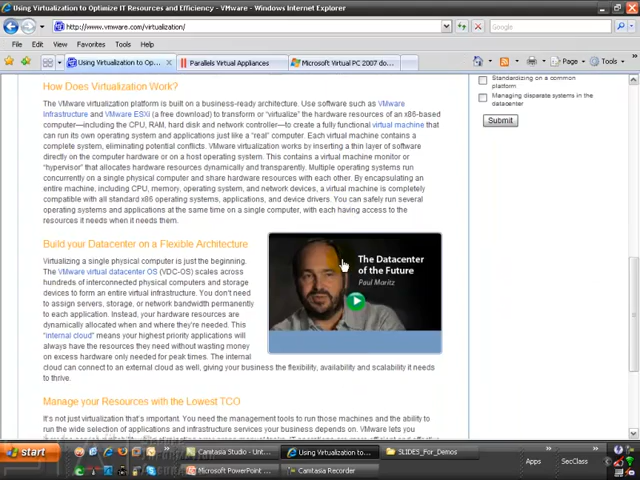 Using Virtualization to Optimize IT Resources and Efficiency - VMware - Windows Internet Explorer
http://www.vmware.com/virtualization/
Google
File Edit View Favorites Tools Help
Using Virtualization to Op... Parallels Virtual Appliances Microsoft Virtual PC 2007 do... Page Tools
How Does Virtualization Work?
Standardizing on a common
platform
Managing disparate systems in the
datacenter
Submit
The VMware virtualization platform is built on a business-ready architecture. Use software such as VMware
Infrastructure and VMware ESXi (a free download) to transform or "virtualize" the hardware resources of an x86-based
computer—including the CPU, RAM, hard disk and network controller—to create a fully functional virtual machine that
can run its own operating system and applications just like a "real" computer. Each virtual machine contains a
complete system, eliminating potential conflicts. VMware virtualization works by inserting a thin layer of software
directly on the computer hardware or on a host operating system. This contains a virtual machine monitor or
"hypervisor" that allocates hardware resources dynamically and transparently. Multiple operating systems run
concurrently on a single physical computer and share hardware resources with each other. By encapsulating an
entire machine, including CPU, memory, operating system, and network devices, a virtual machine is completely
compatible with all standard x86 operating systems, applications, and device drivers. You can safely run several
operating systems and applications at the same time on a single computer, with each having access to the
resources it needs when it needs them.
Build your Datacenter on a Flexible Architecture
Virtualizing a single physical computer is just the beginning.
The VMware virtual datacenter OS (VDC-OS) scales across
hundreds of interconnected physical computers and storage
devices to form an entire virtual infrastructure. You don't need
to assign servers, storage, or network bandwidth permanently
to each application. Instead, your hardware resources are
dynamically allocated when and where they're needed. This
"internal cloud" means your highest priority applications will
always have the resources they need without wasting money
on excess hardware only needed for peak times. The internal
cloud can connect to an external cloud as well, giving your business the flexibility, availability and scalability it needs
to thrive.
The Datacenter
of the Future
Paul Maritz
Manage your Resources with the Lowest TCO
It's not just virtualization that's important. You need the management tools to run those machines and the ability to
run the wide selection of applications and infrastructure services your business depends on. VMware lets you
start Camtasia Studio - Unt... Using Virtualization to... SLIDES_For_Demos
Microsoft PowerPoint ... Camtasia Recorder Apps SecClass